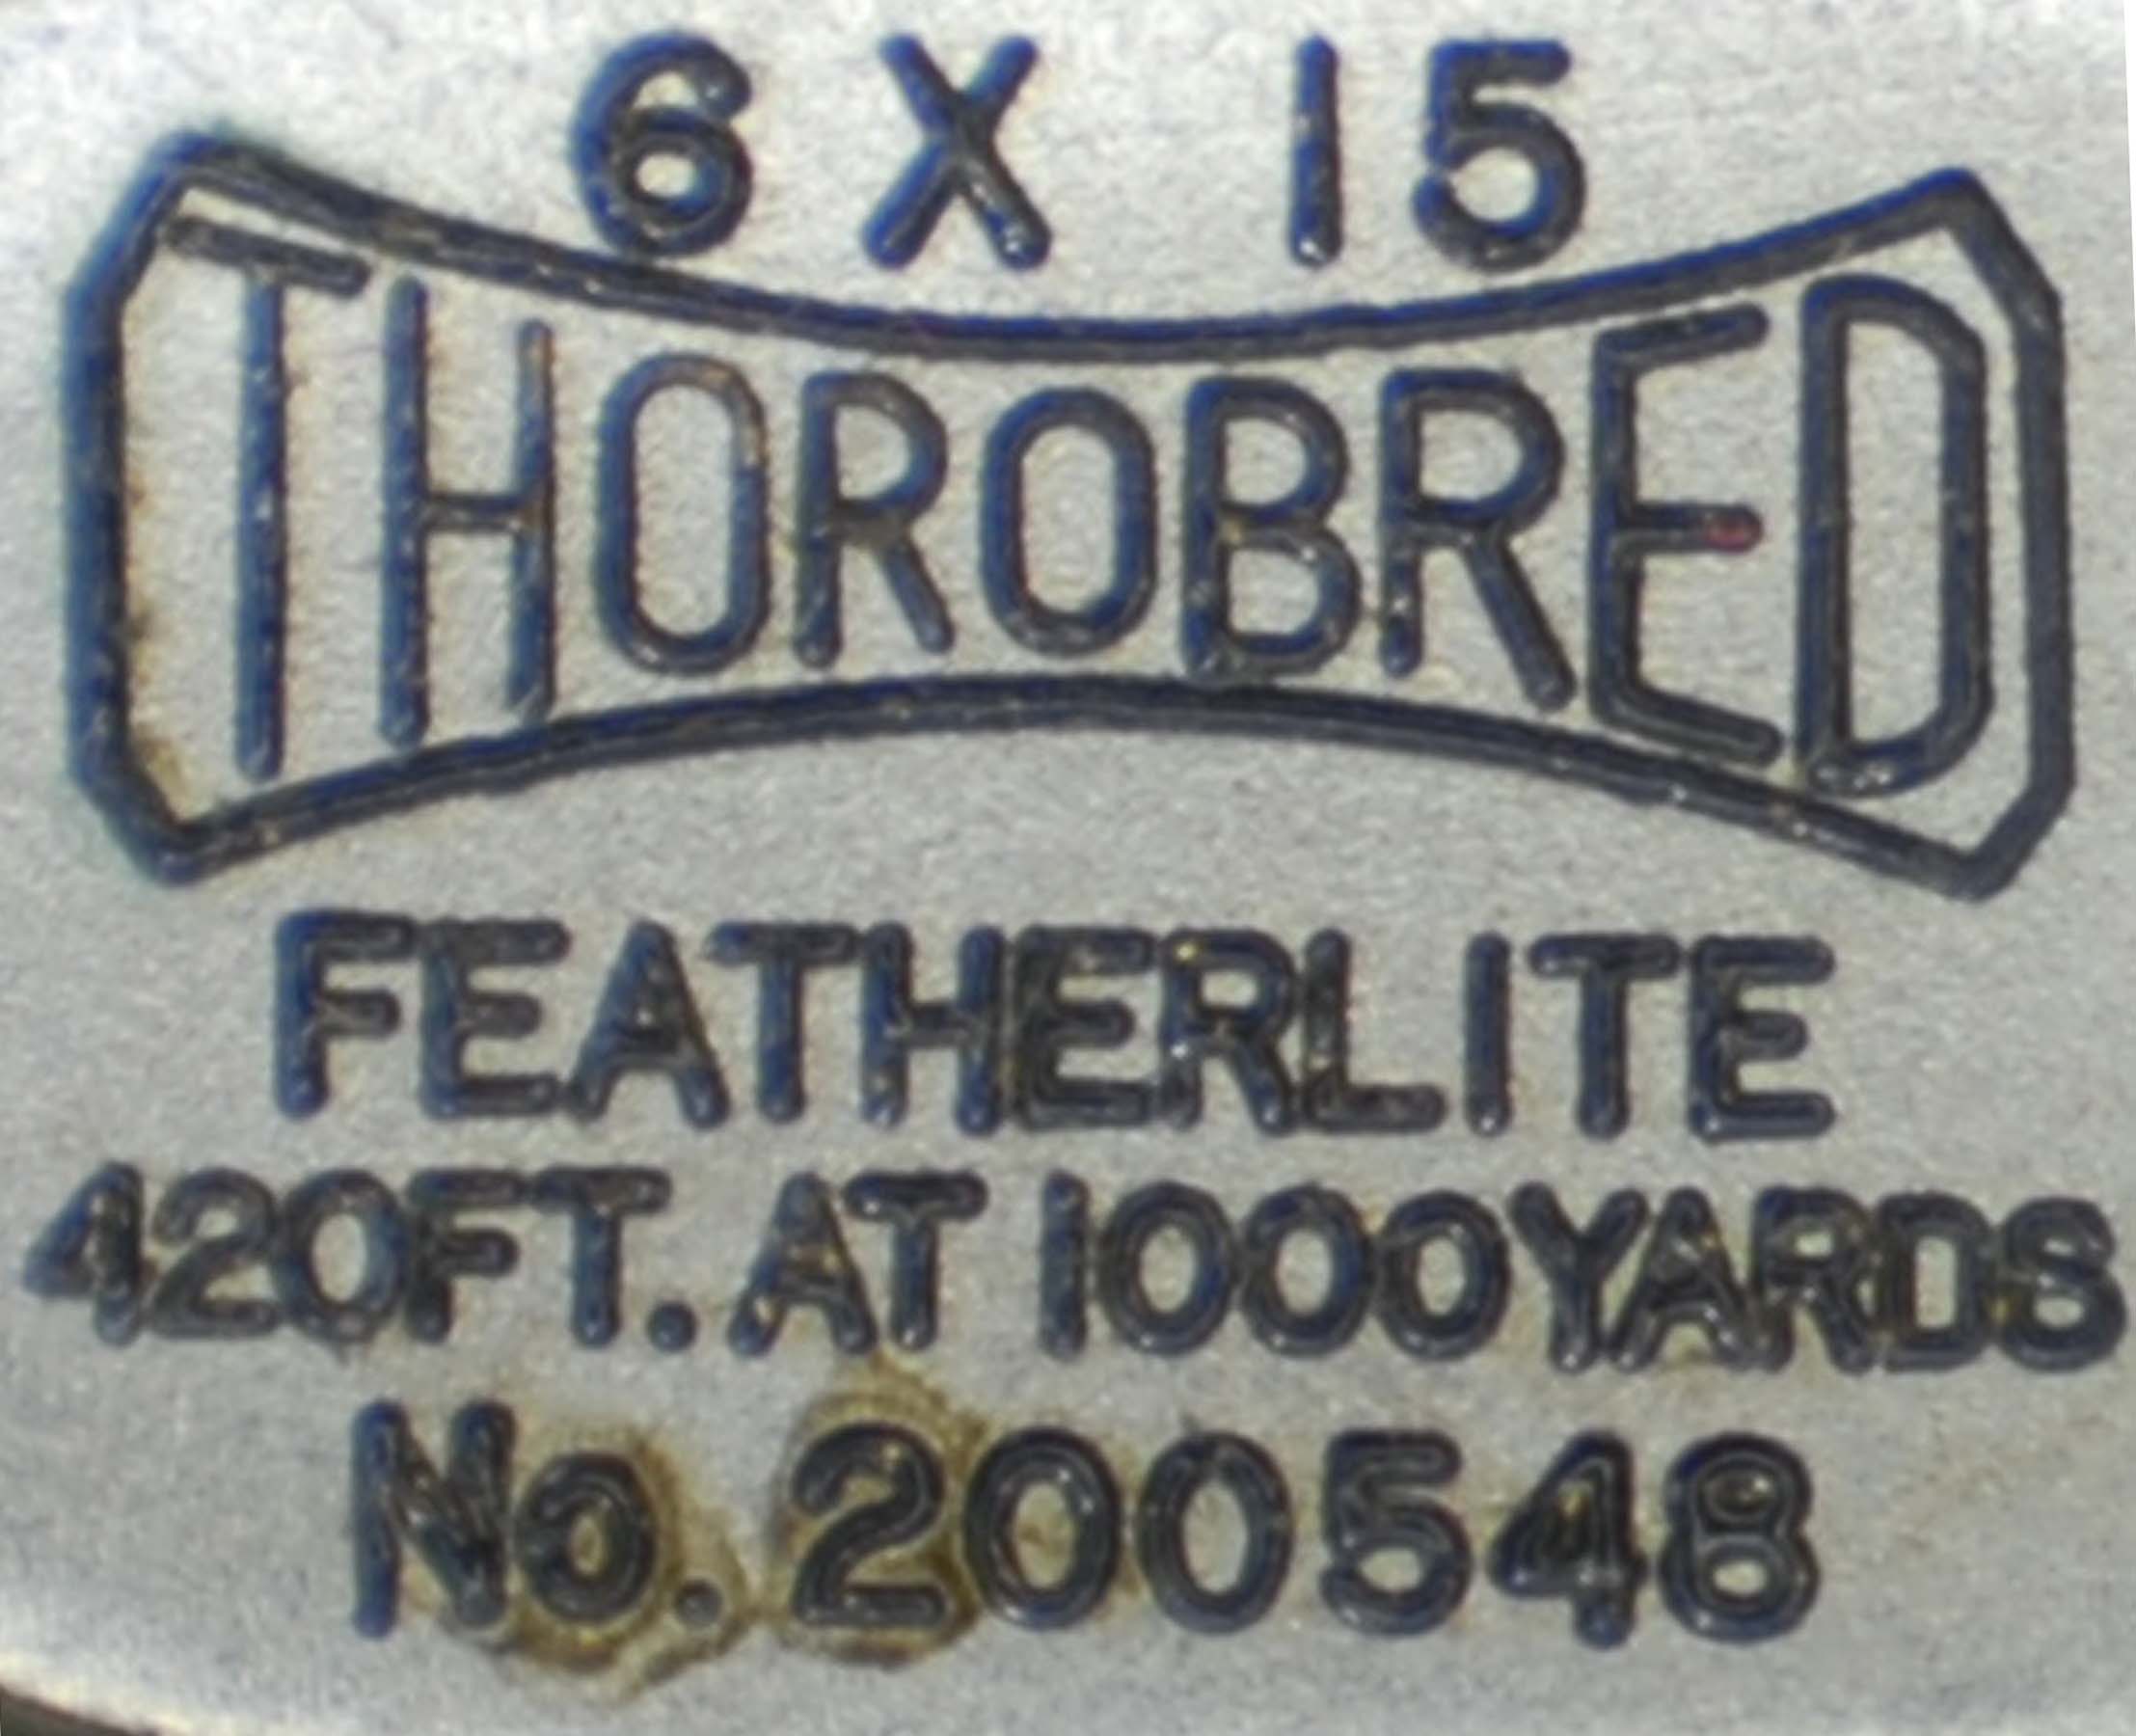 6 X 15
THOROBRED
FEATHERLITE
420FT. AT 1000YARDS
No. 200548